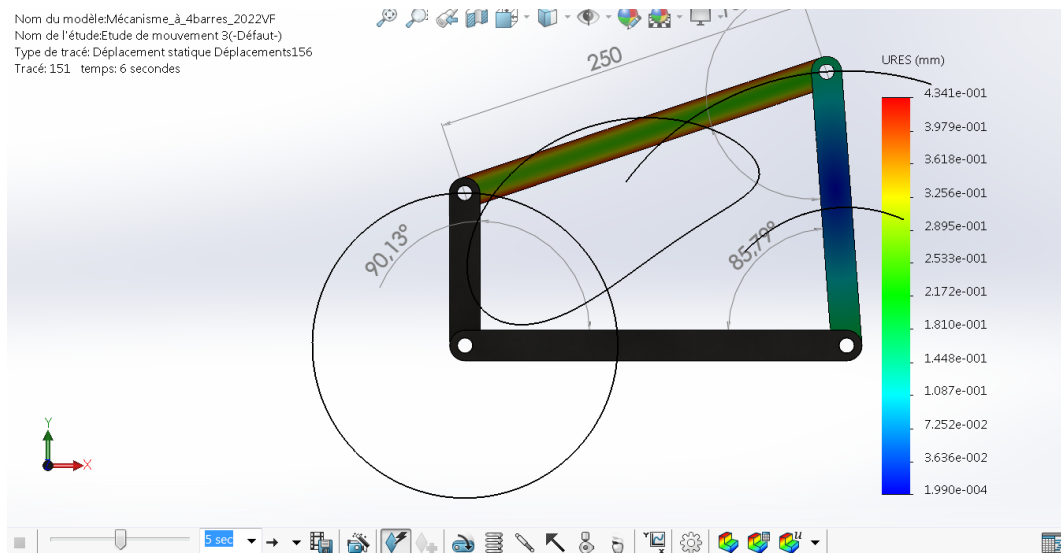 Nom du modèle:Mécanisme_à_4barres_2022VF
Nom de l'étude:Etude de mouvement 3(-Défaut-)
Type de tracé: Déplacement statique Déplacements156
Tracé: 151 temps: 6 secondes
250
URES (mm)
4.341e-001
3.979e-001
3.618e-001
3.256e-001
2.895e-001
2.533e-001
2.172e-001
1.810e-001
1.448e-001
1.087e-001
7.252e-002
3.636e-002
1.990e-004
90,13°
85,79°
Y
X
5 sec